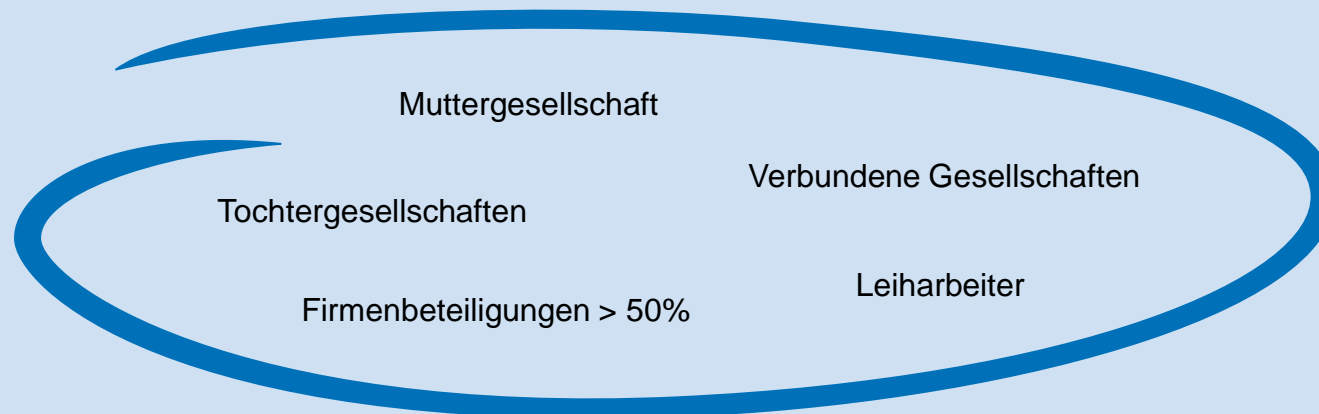 Muttergesellschaft
Verbundene Gesellschaften
Tochtergesellschaften
Leiharbeiter
Firmenbeteiligungen > 50%